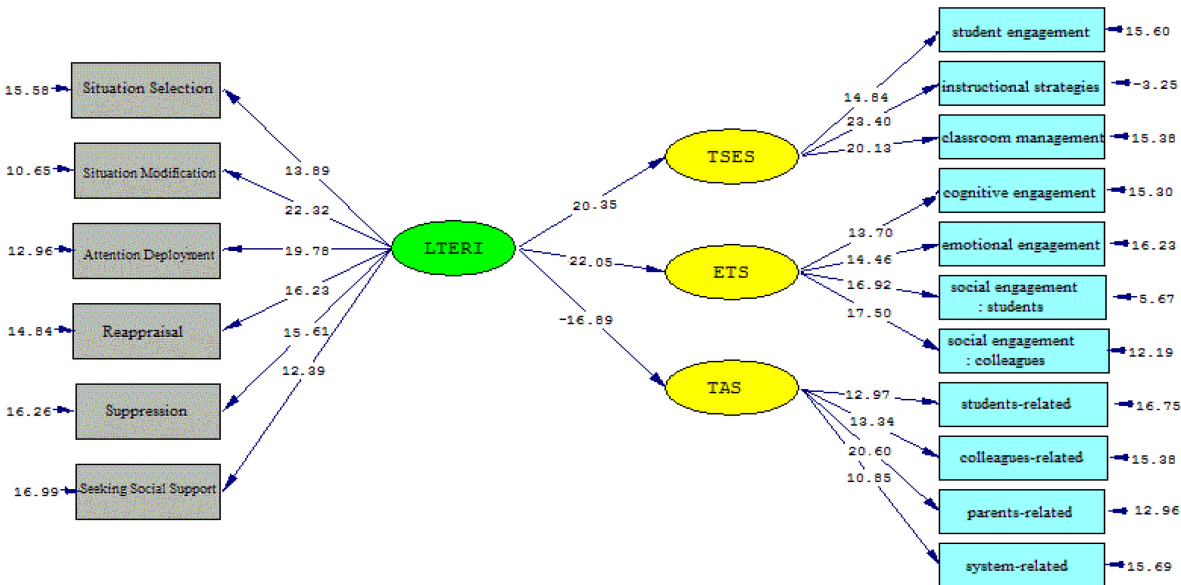 student engagement
15.60
Situation Selection
15.58
14.84
instructional strategies
-3.25
23.40
classroom management
15.38
TSES
20.13
Situation Modification
10.65
13.89
cognitive engagement
15.30
20.35
22.32
13.70
emotional engagement
16.23
Attention Deployment
12.96
19.78
LTERI
22.05
ETS
14.46
16.92
social engagement
: students
5.67
16.23
17.50
Reappraisal
14.84
15.61
-16.89
social engagement
: colleagues
12.19
12.39
TAS
12.97
students-related
16.75
Suppression
16.26
13.34
20.60
colleagues-related
15.38
10.85
Seeking Social Support
16.99
parents-related
12.96
system-related
15.69